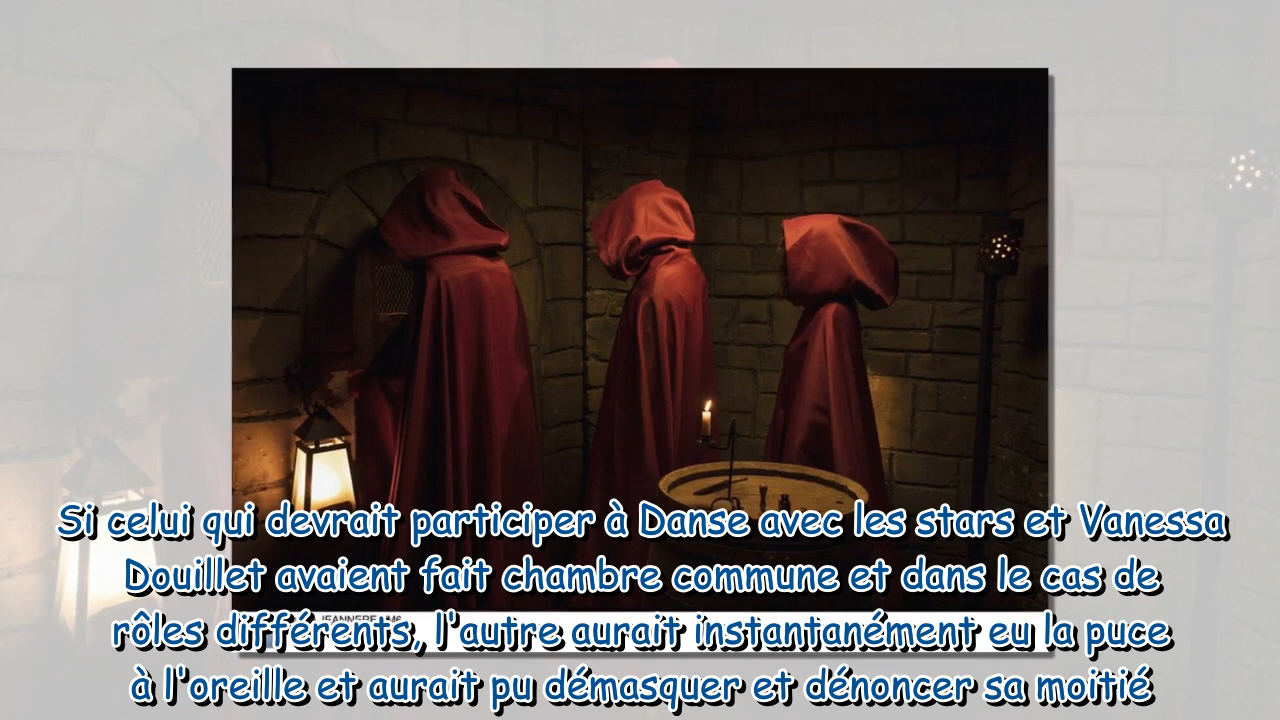 Si celui qui devrait participer à Danse avec les stars et Vanessa
Douillet avaient fait chambre commune et dans le cas de
rôles différents, l'autre aurait instantanément eu la puce
à l'oreille et aurait pu démasquer et dénoncer sa moitié